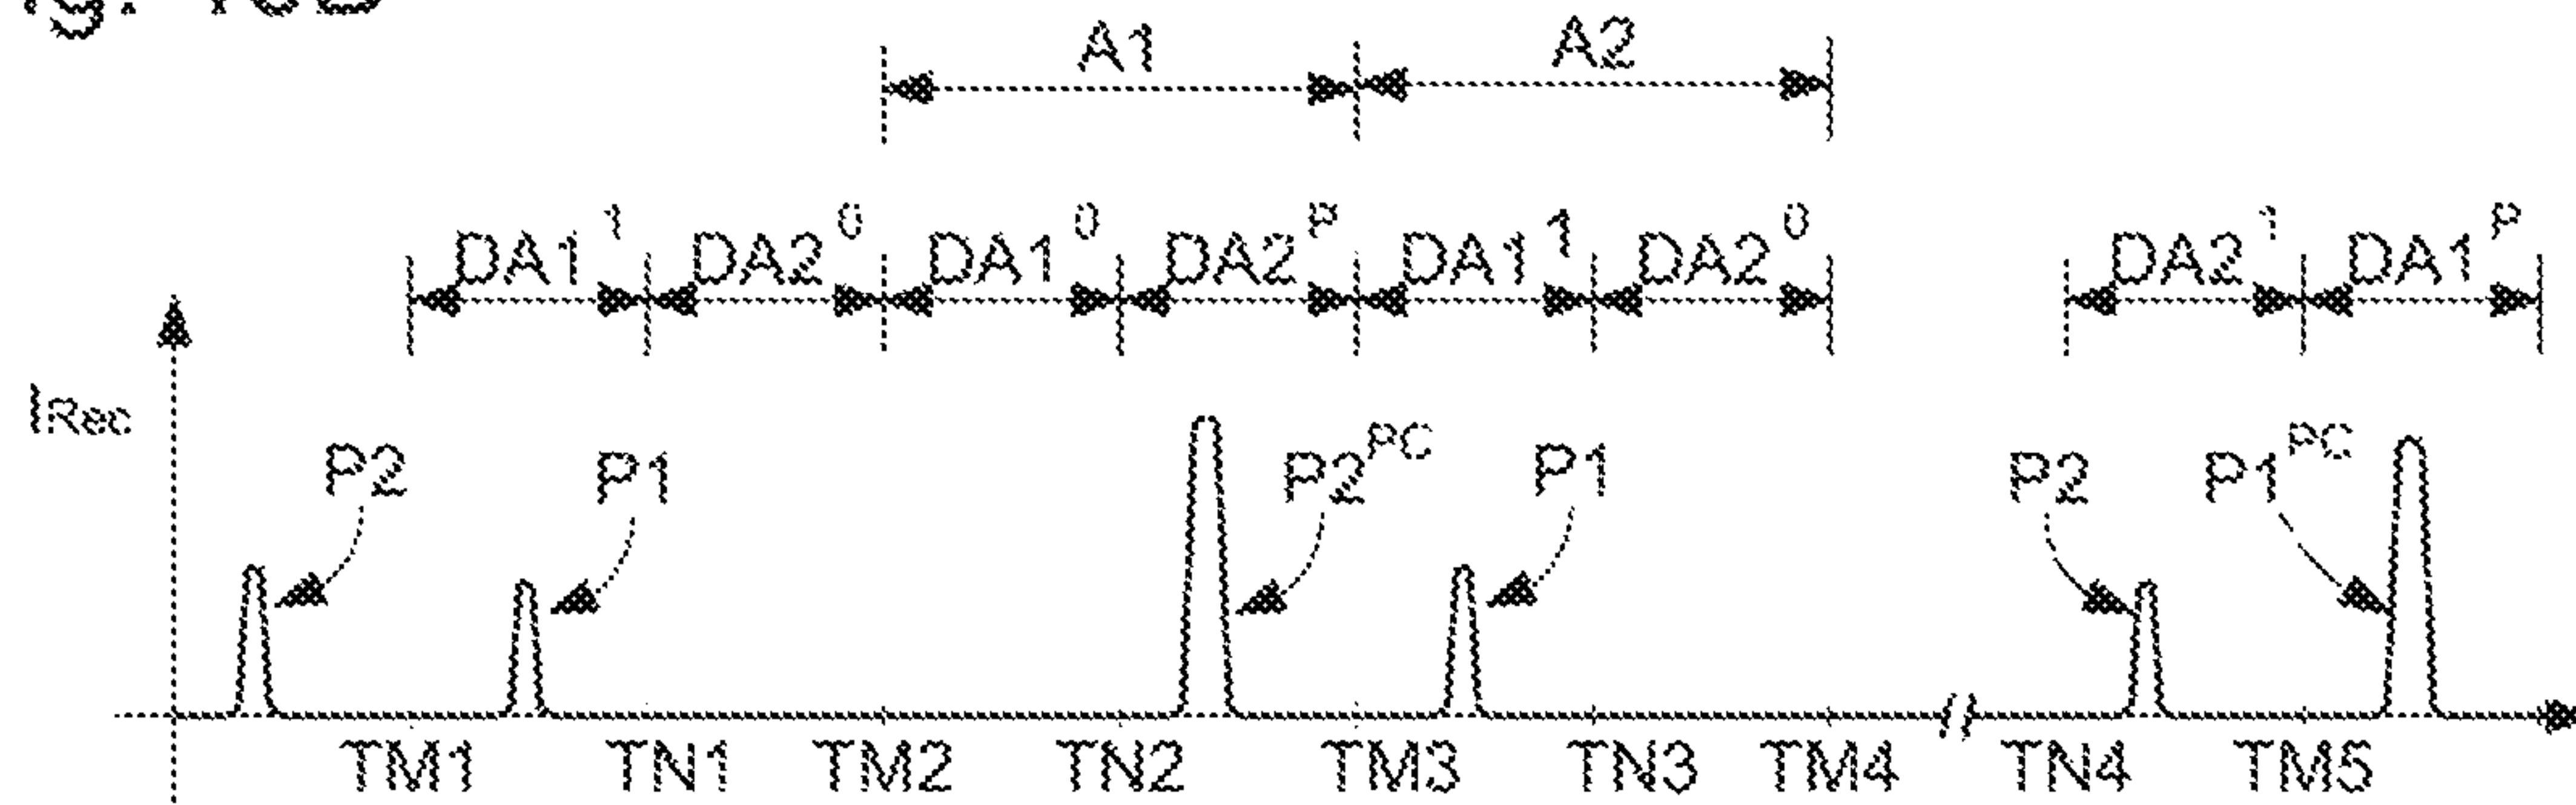 A1 A2
DA1¹ DA2⁰ DA1⁰ DA2ᴾ DA1¹ DA2⁰ DA2¹ DA1ᴾ
IRec
P2 P1 P2ᴾꟲ P1 P2 P1ᴾꟲ
TM1 TN1 TM2 TN2 TM3 TN3 TM4 TN4 TM5